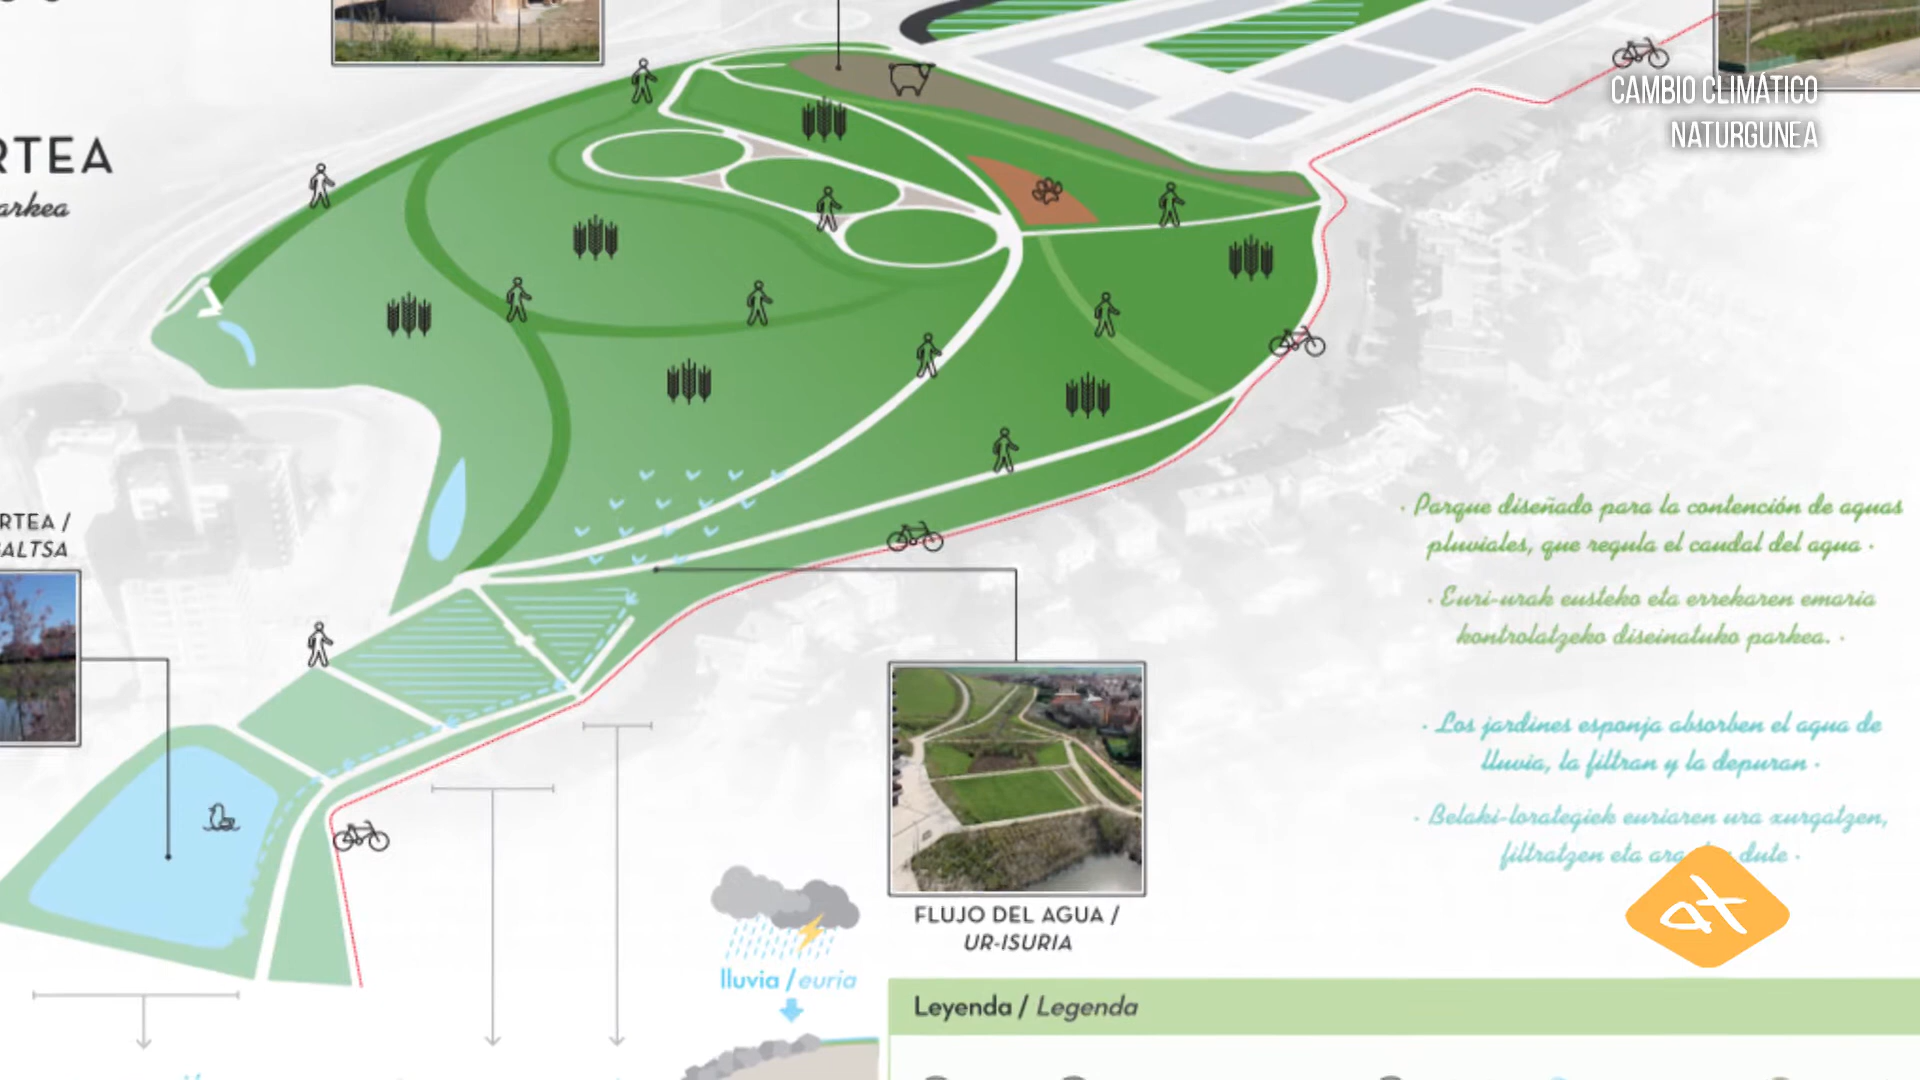 CAMBIO CLIMÁTICO
NATURGUNEA
RTEA
arkea
RTEA /
SALTSA
· Parque diseñado para la contención de aguas
pluviales, que regula el caudal del agua ·
· Euri-urak eusteko eta errekaren emaria
kontrolatzeko diseinatuko parkea. ·
· Los jardines esponja absorben el agua de
lluvia, la filtran y la depuran ·
· Belaki-lorategiek euriaren ura xurgatzen,
filtratzen eta dute ·
FLUJO DEL AGUA /
UR-ISURIA
lluvia / euria
Leyenda / Legenda